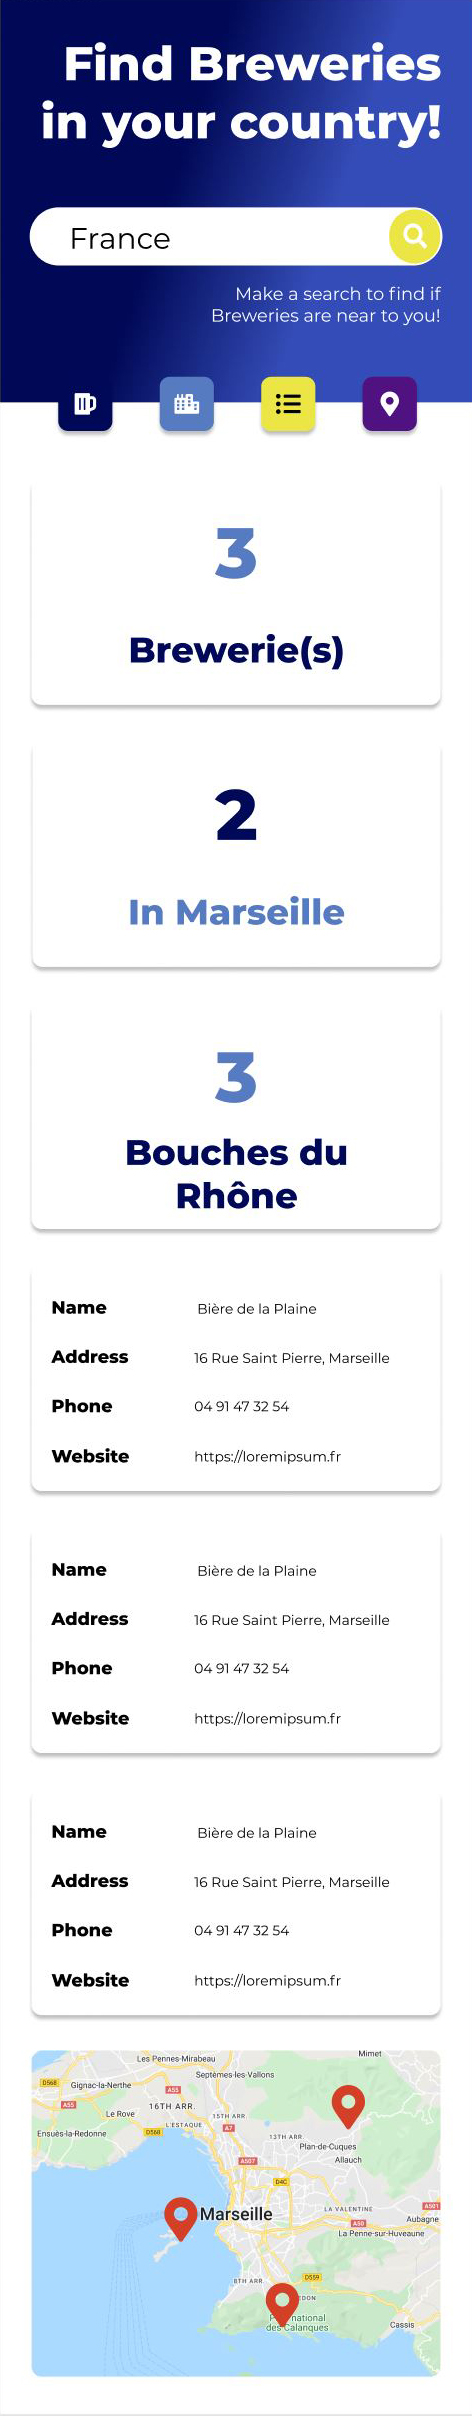 Find Breweries
in your country!
France
Make a search to find if
Breweries are near to you!
3
Brewerie(s)
2
In Marseille
3
Bouches du
Rhône
Name Bière de la Plaine
Address 16 Rue Saint Pierre, Marseille
Phone 04 91 47 32 54
Website https://loremipsum.fr
Name Bière de la Plaine
Address 16 Rue Saint Pierre, Marseille
Phone 04 91 47 32 54
Website https://loremipsum.fr
Name Bière de la Plaine
Address 16 Rue Saint Pierre, Marseille
Phone 04 91 47 32 54
Website https://loremipsum.fr
Mimet
Les Pennes-Mirabeau
Septèmes-les-Vallons
D568
Gignac-la-Nerthe
A55
A55
16TH ARR.
Le Rove
15TH ARR
L'ESTAQUE
A7
D568
Ensuès-la-Redonne
13TH ARR
Plan-de-Cuques
A507
Allauch
D4C
Marseille
LA VALENTINE
A501
Aubagne
A50
La Penne-sur-Huveaune
8TH ARR
D559
national
des Calanques
Cassis